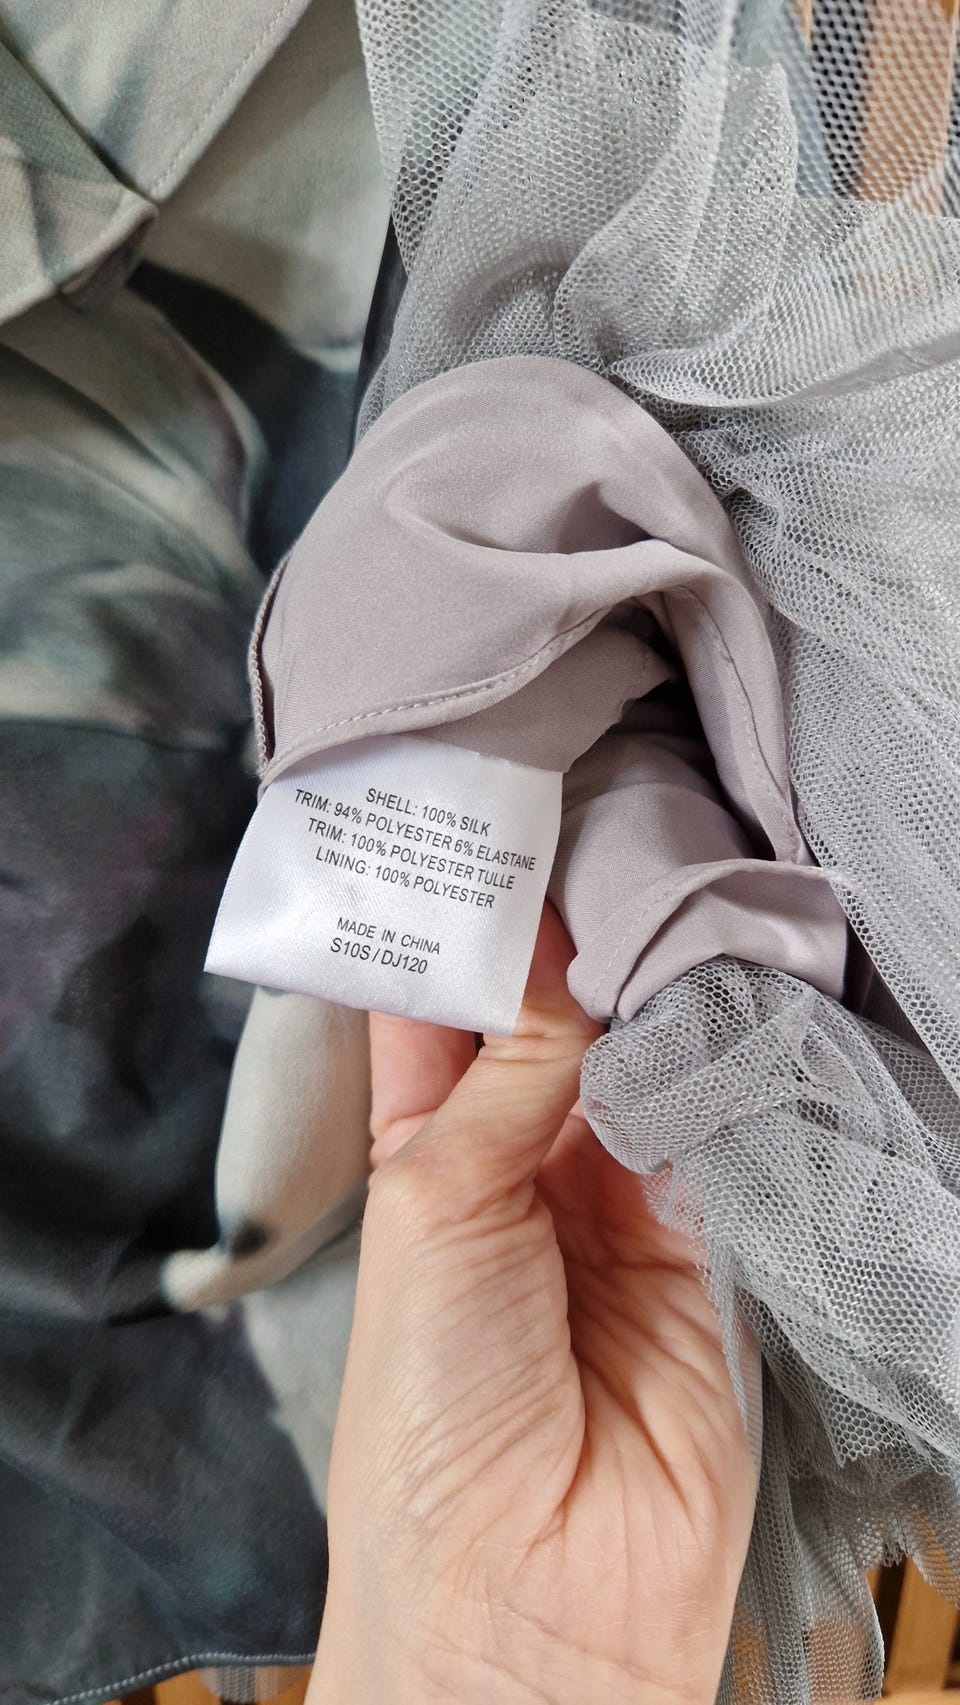 SHELL: 100% SILK
TRIM: 94% POLYESTER 6% ELASTANE
TRIM: 100% POLYESTER TULLE
LINING: 100% POLYESTER
MADE IN CHINA
S10S / DJ120